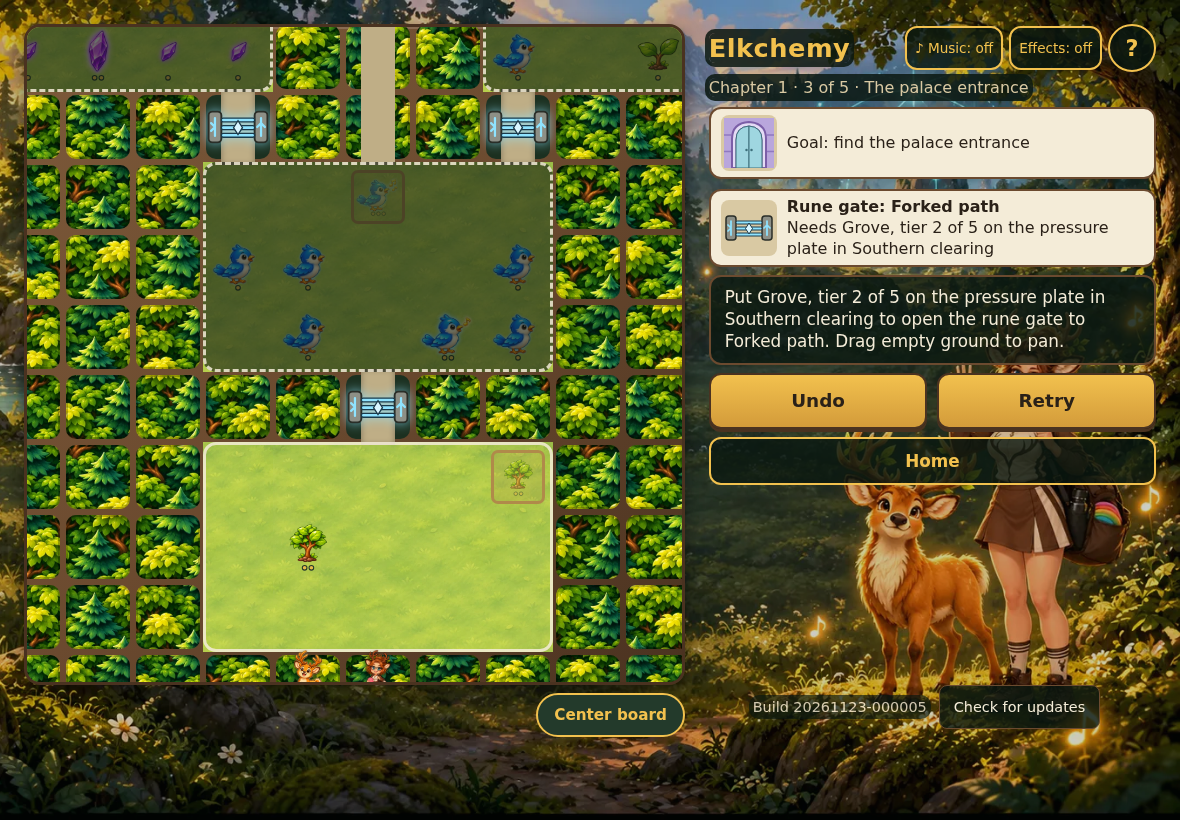 Elkchemy
♪ Music: off
Effects: off
?
Chapter 1 · 3 of 5 · The palace entrance
Goal: find the palace entrance
Rune gate: Forked path
Needs Grove, tier 2 of 5 on the pressure
plate in Southern clearing
Put Grove, tier 2 of 5 on the pressure plate in
Southern clearing to open the rune gate to
Forked path. Drag empty ground to pan.
Undo
Retry
Home
Center board
Build 20261123-000005
Check for updates